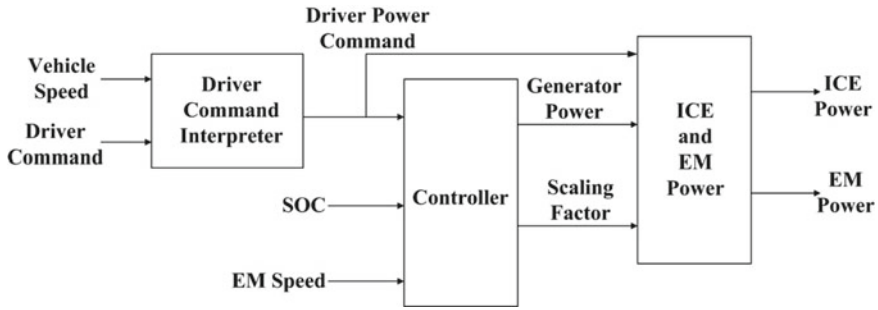 Driver Power
Command
Vehicle
Speed
Driver
Command
Driver
Command
Interpreter
SOC
EM Speed
Controller
Generator
Power
Scaling
Factor
ICE
and
EM
Power
ICE
Power
EM
Power